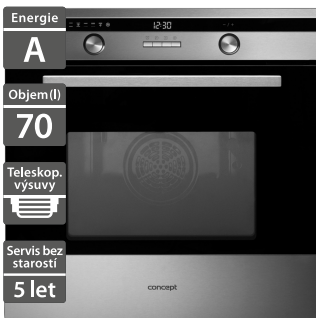 Energie
A
12:30
Objem (l)
70
Teleskop.
výsuvy
Servis bez
starostí
5 let
concept